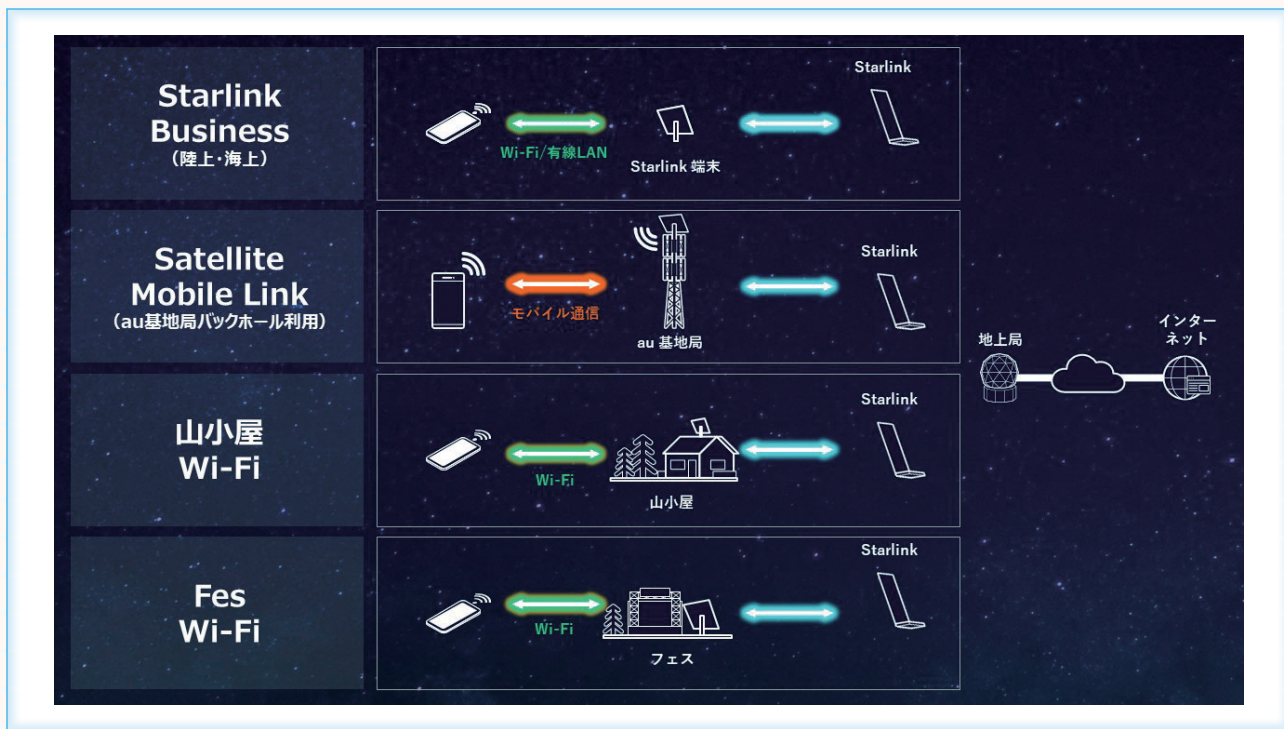 Starlink
Business
（陸上・海上）
Starlink
Wi-Fi/有線LAN
Starlink 端末
Satellite
Mobile Link
（au基地局バックホール利用）
Starlink
モバイル通信
au 基地局
地上局
インター
ネット
山小屋
Wi-Fi
Starlink
Wi-Fi
山小屋
Fes
Wi-Fi
Starlink
Wi-Fi
フェス